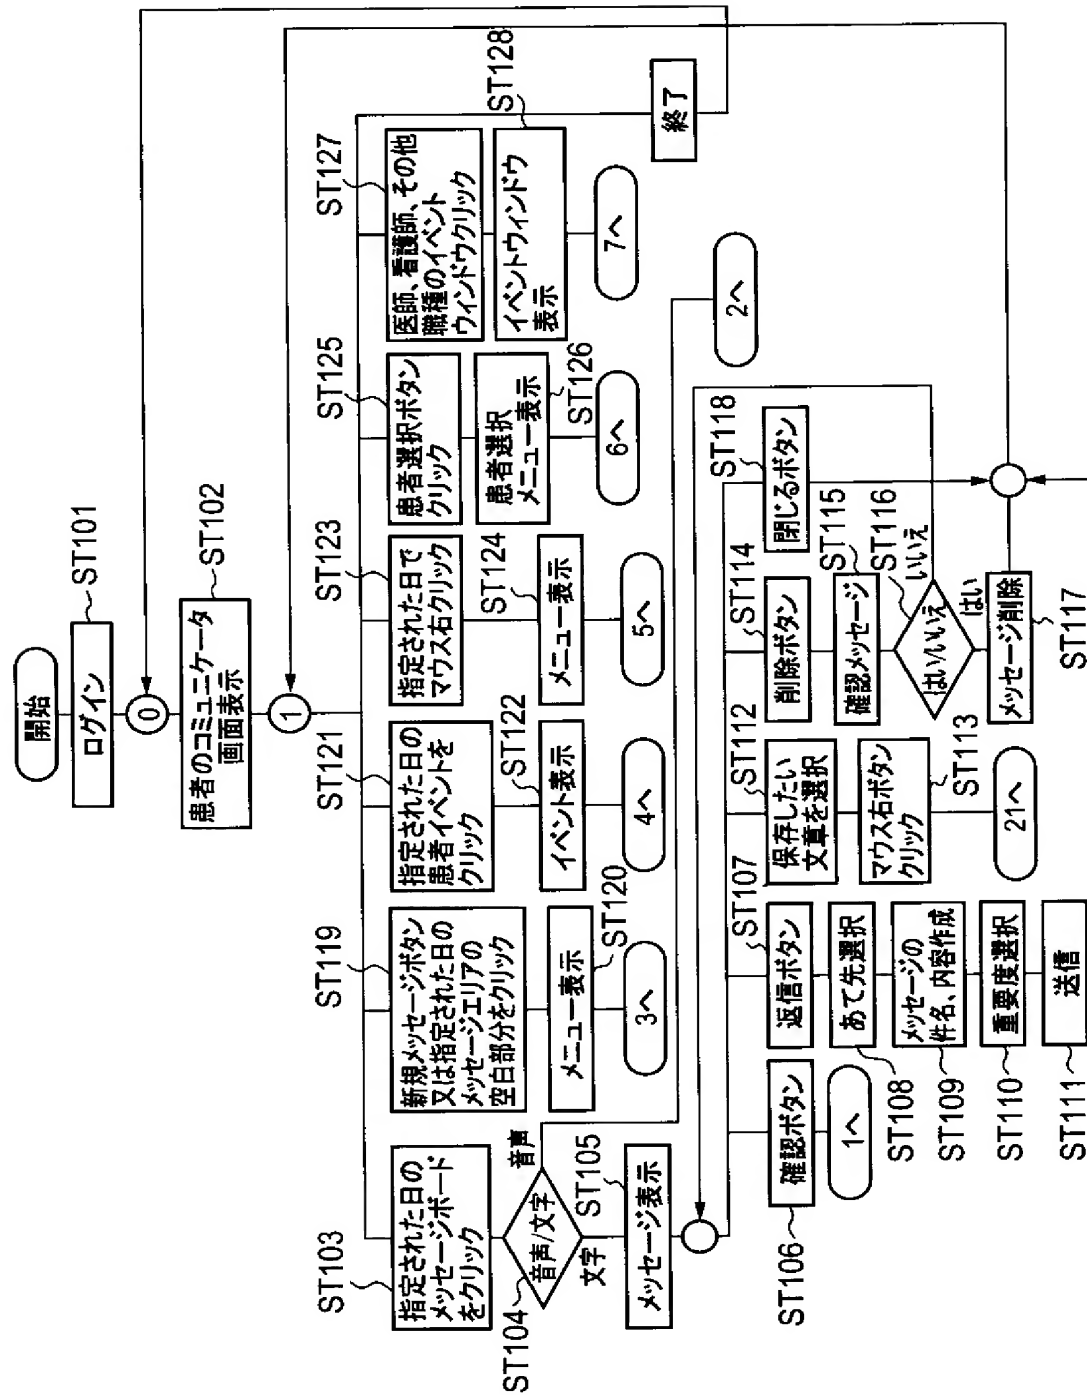 開始
ログイン
ST101
0
患者のコミュニケータ
画面表示
ST102
1
ST103
指定された日の
メッセージボード
をクリック
ST104
音声/文字
音声
文字
ST105
メッセージ表示
ST119
新規メッセージボタン
又は指定された日の
メッセージエリアの
空白部分をクリック
ST120
メニュー表示
3へ
ST121
指定された日の
患者イベントを
クリック
ST122
イベント表示
4へ
ST123
指定された日で
マウス右クリック
ST124
メニュー表示
5へ
ST125
患者選択ボタン
クリック
ST126
患者選択
メニュー表示
6へ
ST127
医師、看護師、その他
職種のイベント
ウィンドウクリック
ST128
イベントウィンドウ
表示
7へ
終了
2へ
ST106
確認ボタン
1へ
ST107
返信ボタン
ST108
あて先選択
ST109
メッセージの
件名、内容作成
ST110
重要度選択
ST111
送信
ST112
保存したい
文章を選択
ST113
マウス右ボタン
クリック
21へ
ST114
削除ボタン
ST115
確認メッセージ
ST116
はい/いいえ
いいえ
はい
ST117
メッセージ削除
ST118
閉じるボタン